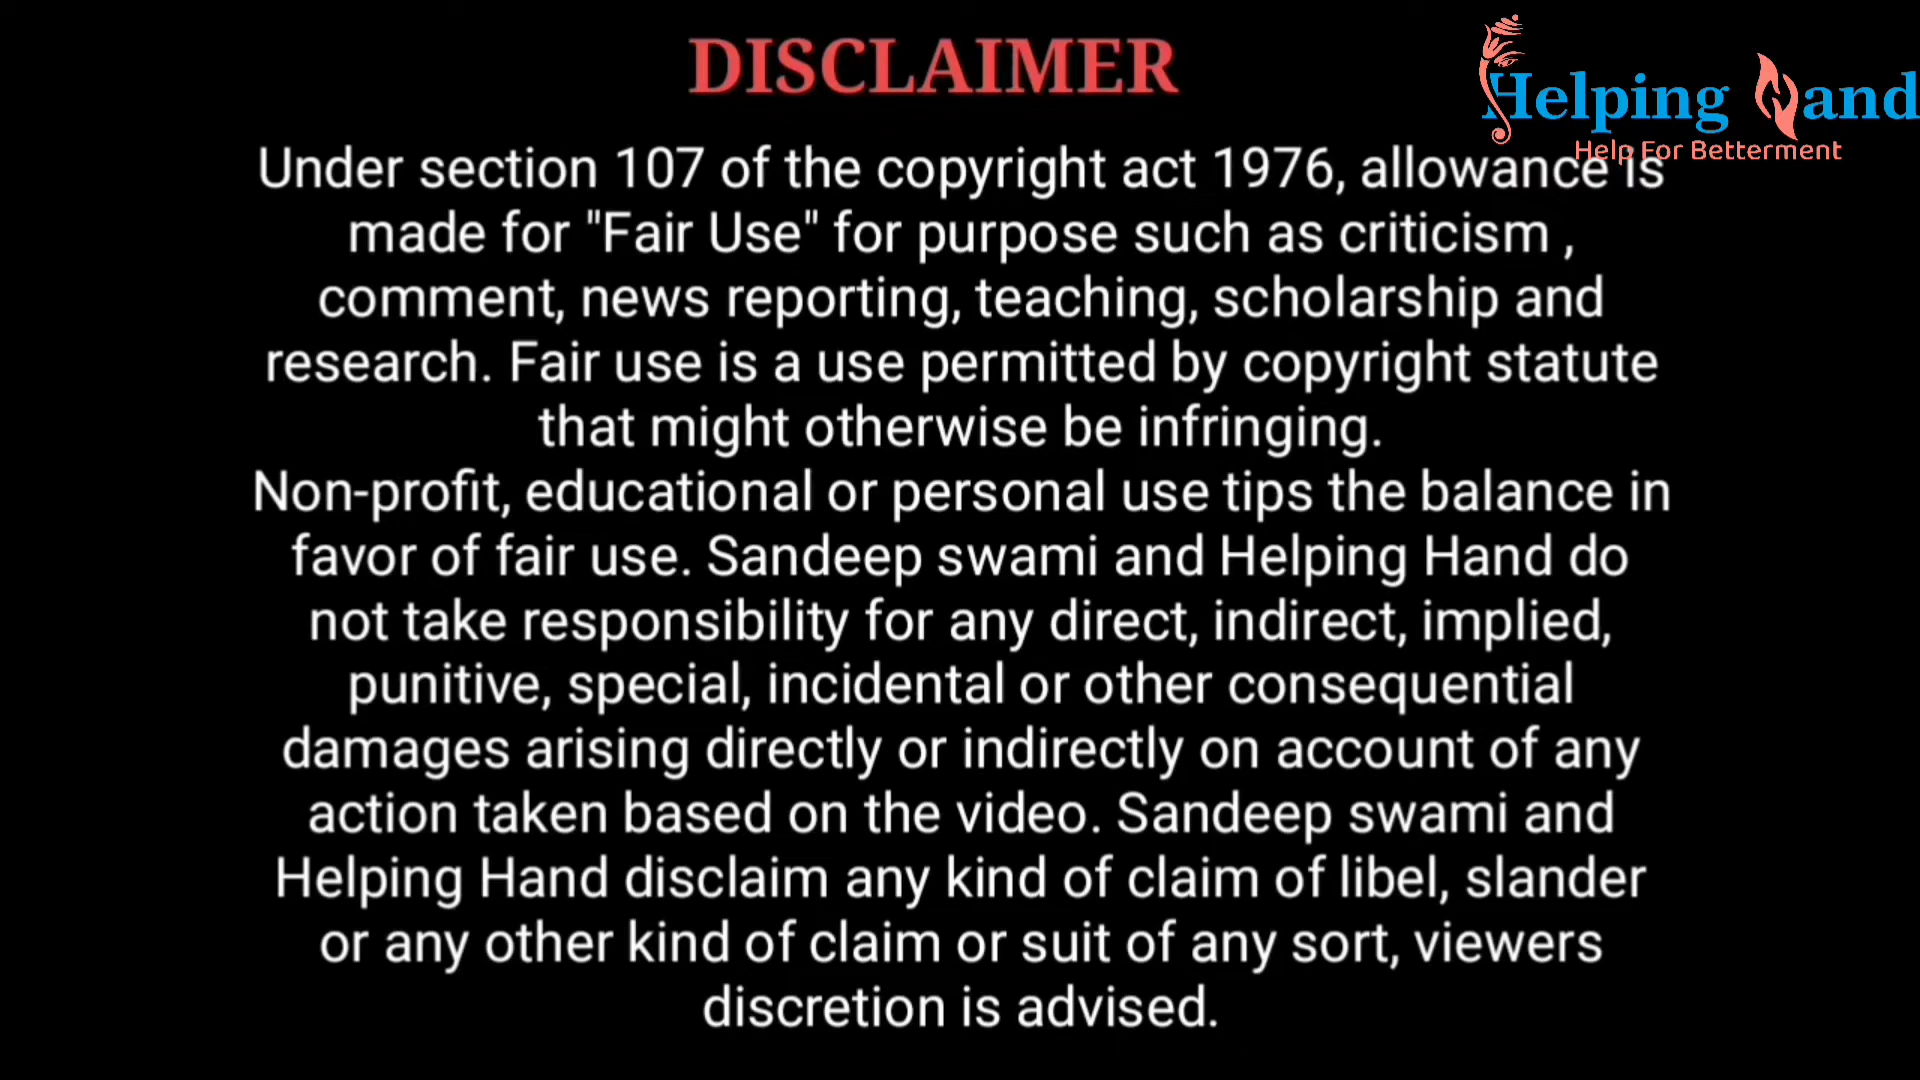 DISCLAIMER
Helping Hand
Help For Betterment
Under section 107 of the copyright act 1976, allowance is
made for "Fair Use" for purpose such as criticism ,
comment, news reporting, teaching, scholarship and
research. Fair use is a use permitted by copyright statute
that might otherwise be infringing.
Non-profit, educational or personal use tips the balance in
favor of fair use. Sandeep swami and Helping Hand do
not take responsibility for any direct, indirect, implied,
punitive, special, incidental or other consequential
damages arising directly or indirectly on account of any
action taken based on the video. Sandeep swami and
Helping Hand disclaim any kind of claim of libel, slander
or any other kind of claim or suit of any sort, viewers
discretion is advised.